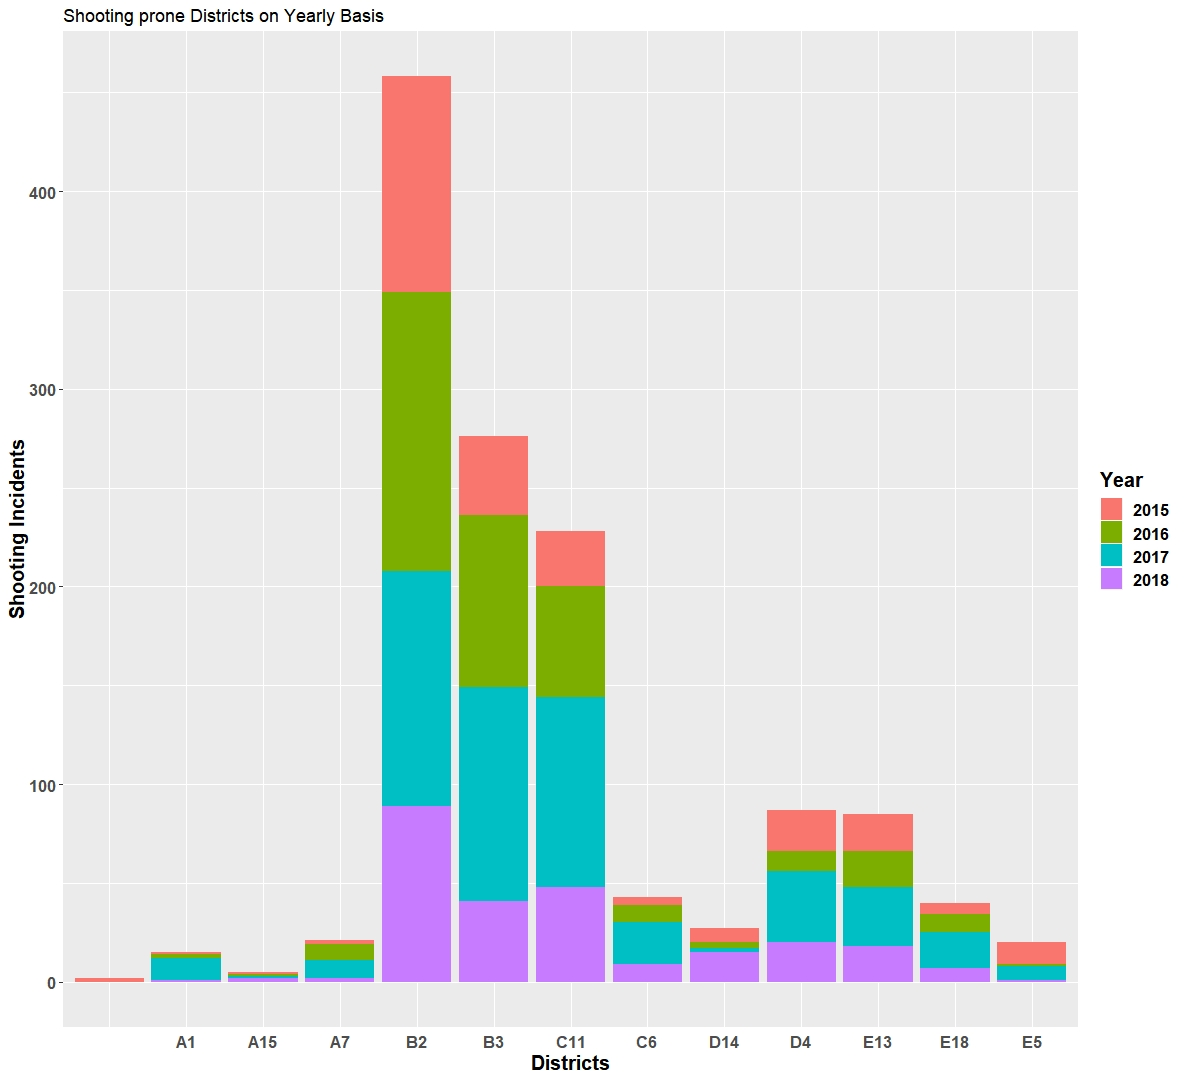 Shooting prone Districts on Yearly Basis
Shooting Incidents
400
300
200
100
0
A1 A15 A7 B2 B3 C11 C6 D14 D4 E13 E18 E5
Districts
Year
2015
2016
2017
2018